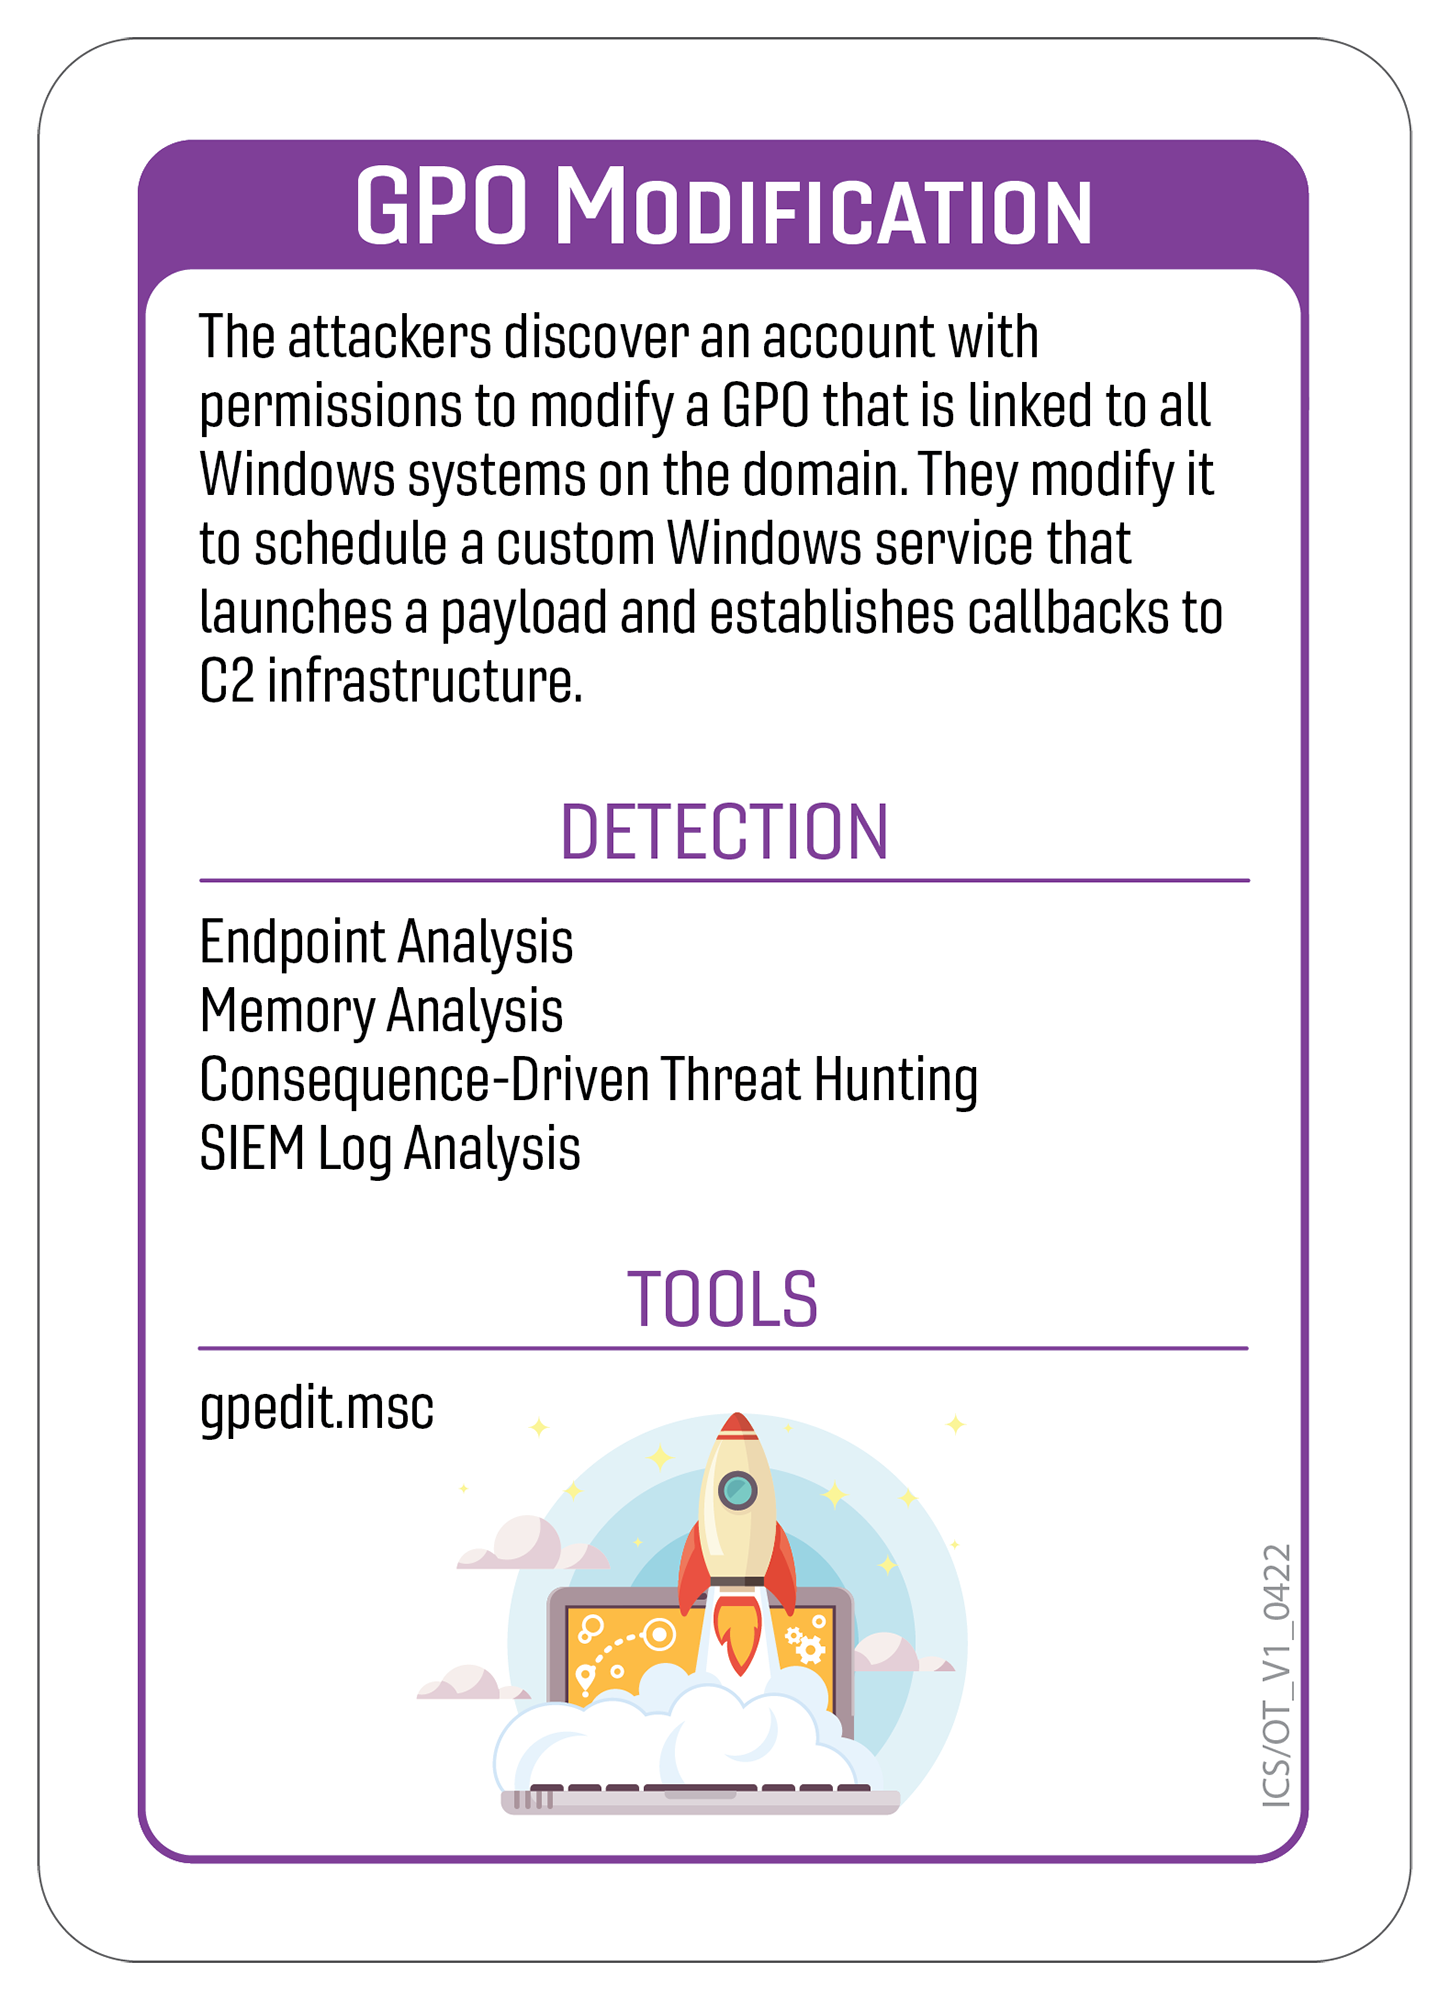 GPO Modification
The attackers discover an account with
permissions to modify a GPO that is linked to all
Windows systems on the domain. They modify it
to schedule a custom Windows service that
launches a payload and establishes callbacks to
C2 infrastructure.
DETECTION
Endpoint Analysis
Memory Analysis
Consequence-Driven Threat Hunting
SIEM Log Analysis
TOOLS
gpedit.msc
ICS/OT_V1_0422